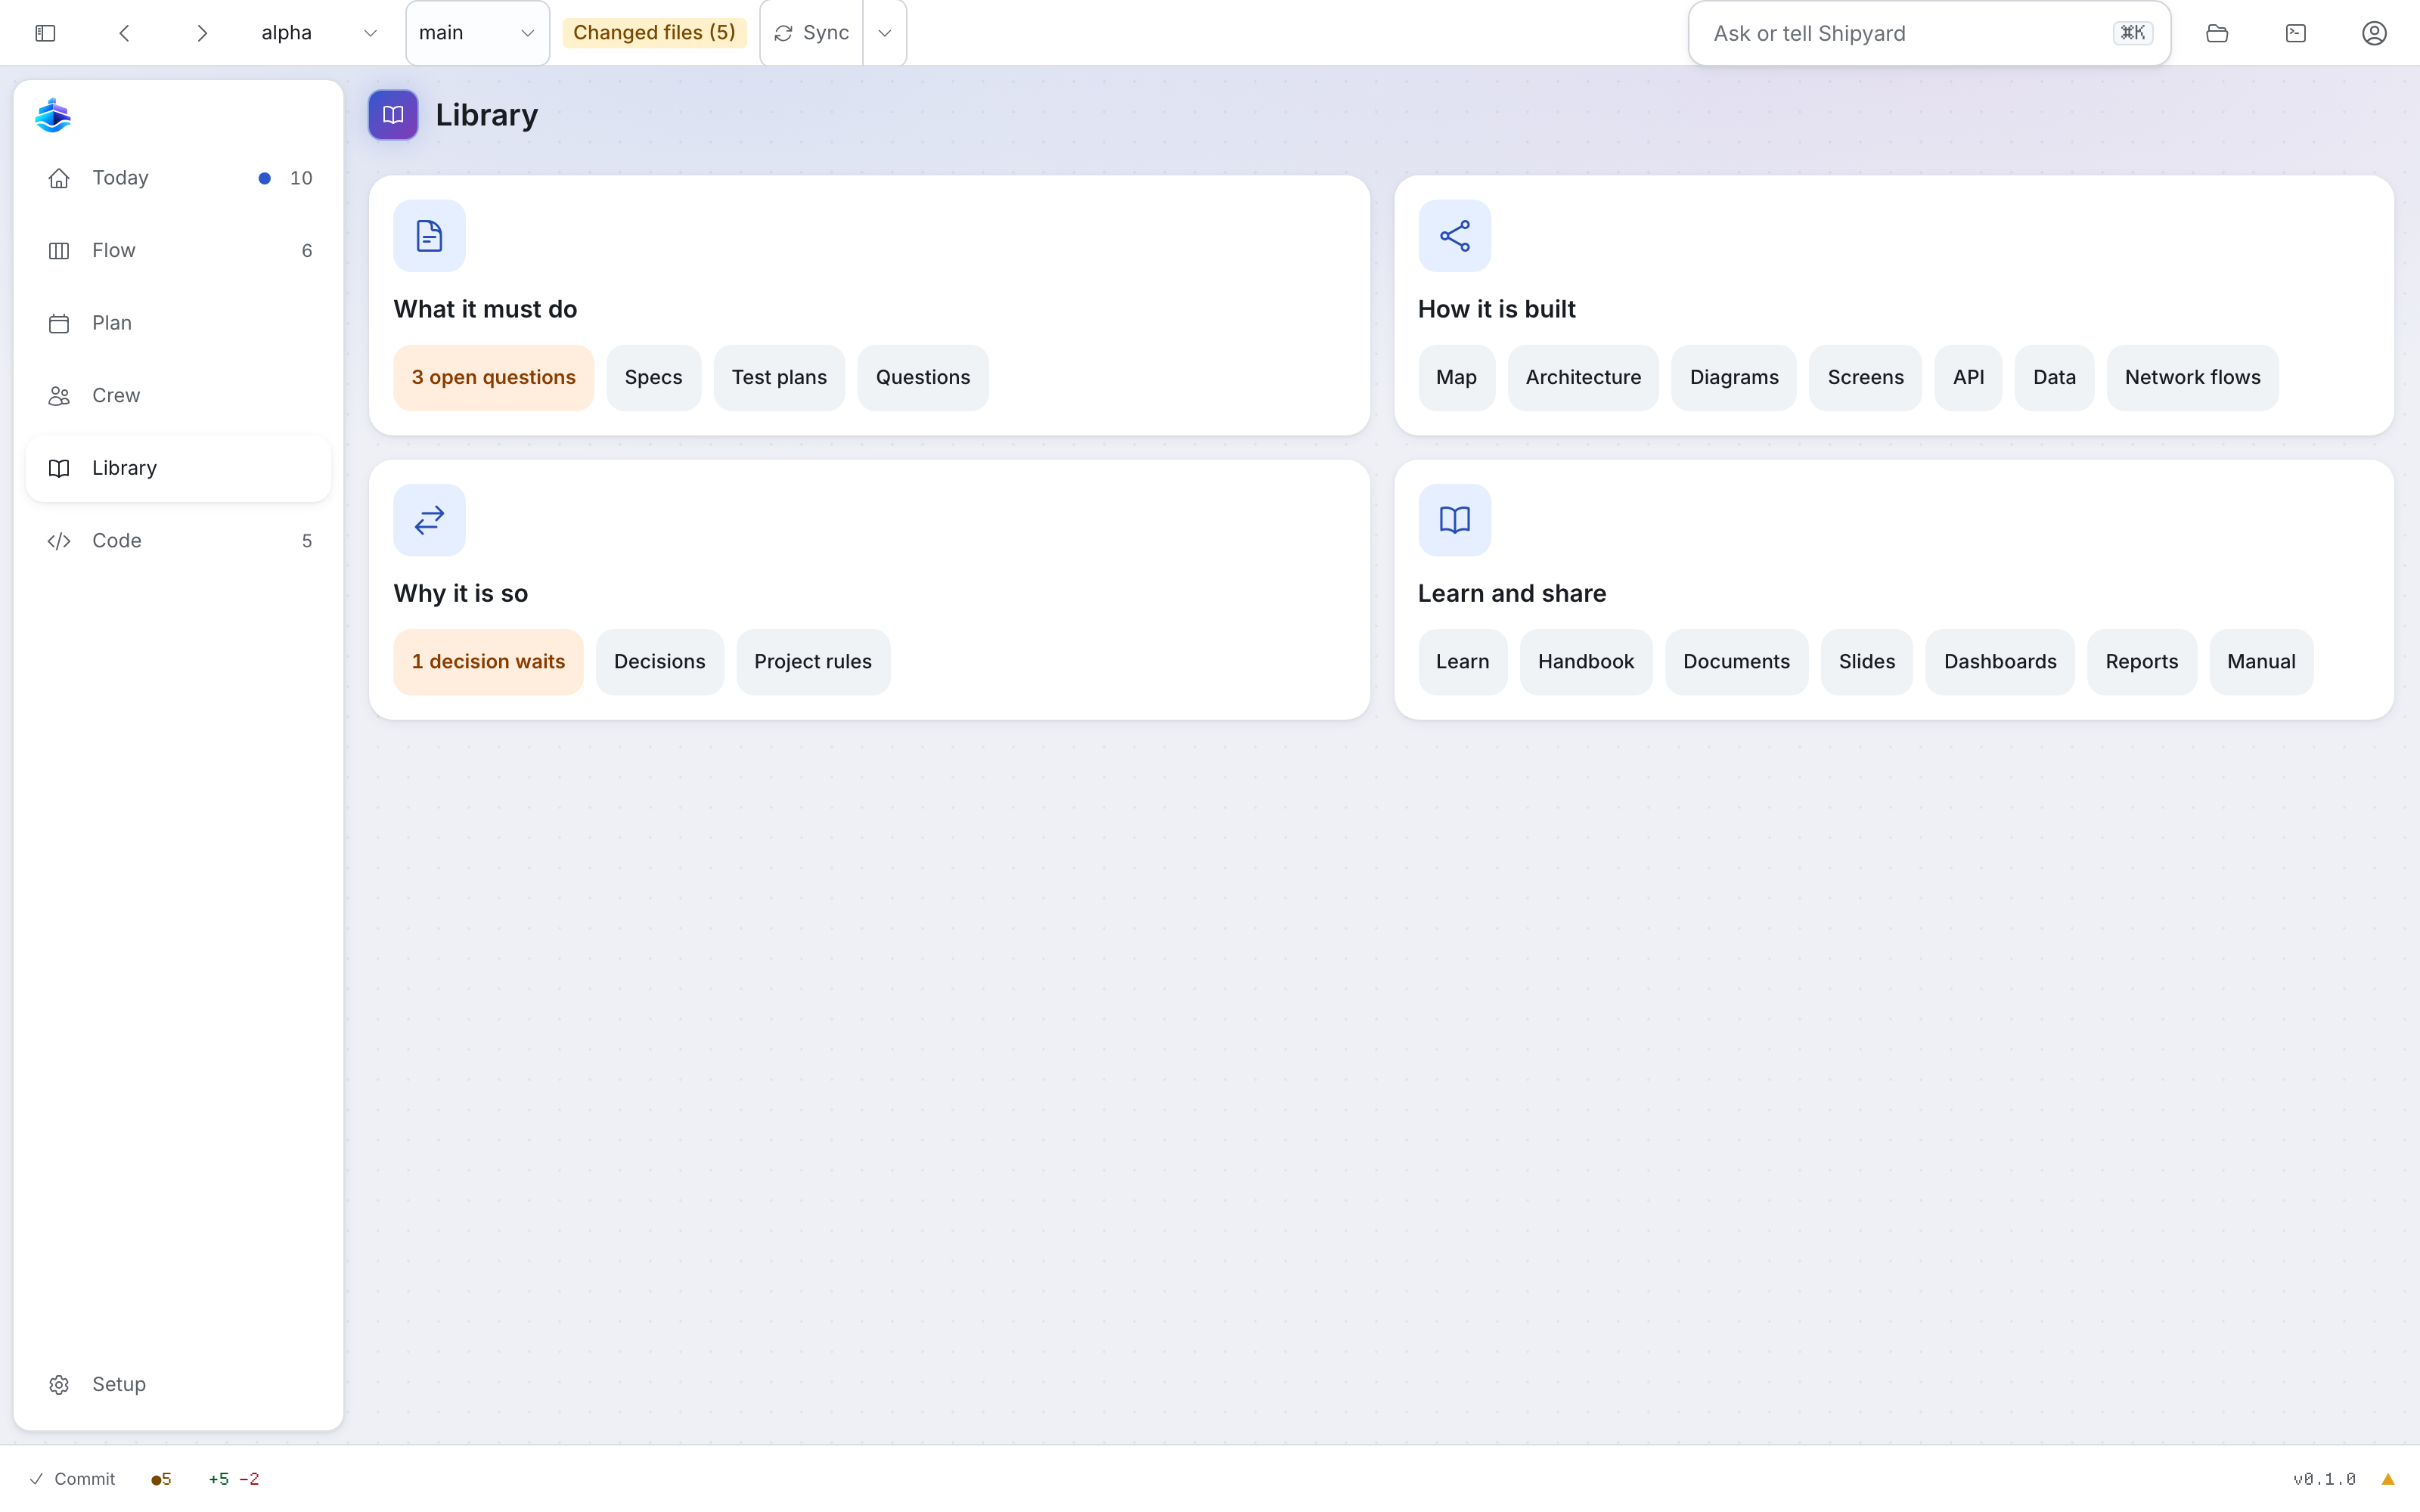 alpha main Changed files (5) Sync Ask or tell Shipyard ⌘K
Library
Today 10
Flow 6
Plan
Crew
Library
Code 5
Setup
What it must do
3 open questions Specs Test plans Questions
How it is built
Map Architecture Diagrams Screens API Data Network flows
Why it is so
1 decision waits Decisions Project rules
Learn and share
Learn Handbook Documents Slides Dashboards Reports Manual
Commit ●5 +5 -2 v0.1.0